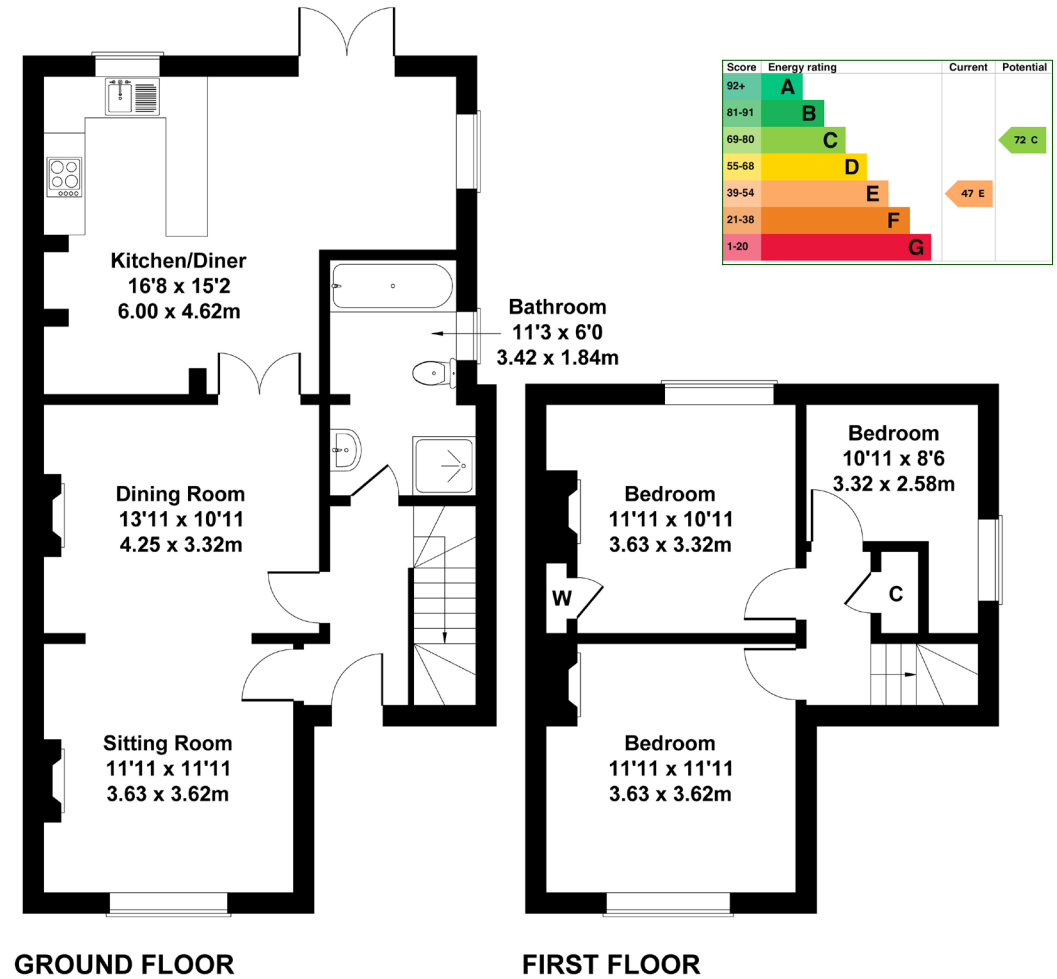 Score Energy rating Current Potential
92+ A
81-91 B
69-80 C 72 C
55-68 D
39-54 E 47 E
21-38 F
1-20 G
Kitchen/Diner
16'8 x 15'2
6.00 x 4.62m
Bathroom
11'3 x 6'0
3.42 x 1.84m
Dining Room
13'11 x 10'11
4.25 x 3.32m
Sitting Room
11'11 x 11'11
3.63 x 3.62m
Bedroom
10'11 x 8'6
3.32 x 2.58m
Bedroom
11'11 x 10'11
3.63 x 3.32m
W
C
Bedroom
11'11 x 11'11
3.63 x 3.62m
GROUND FLOOR
FIRST FLOOR